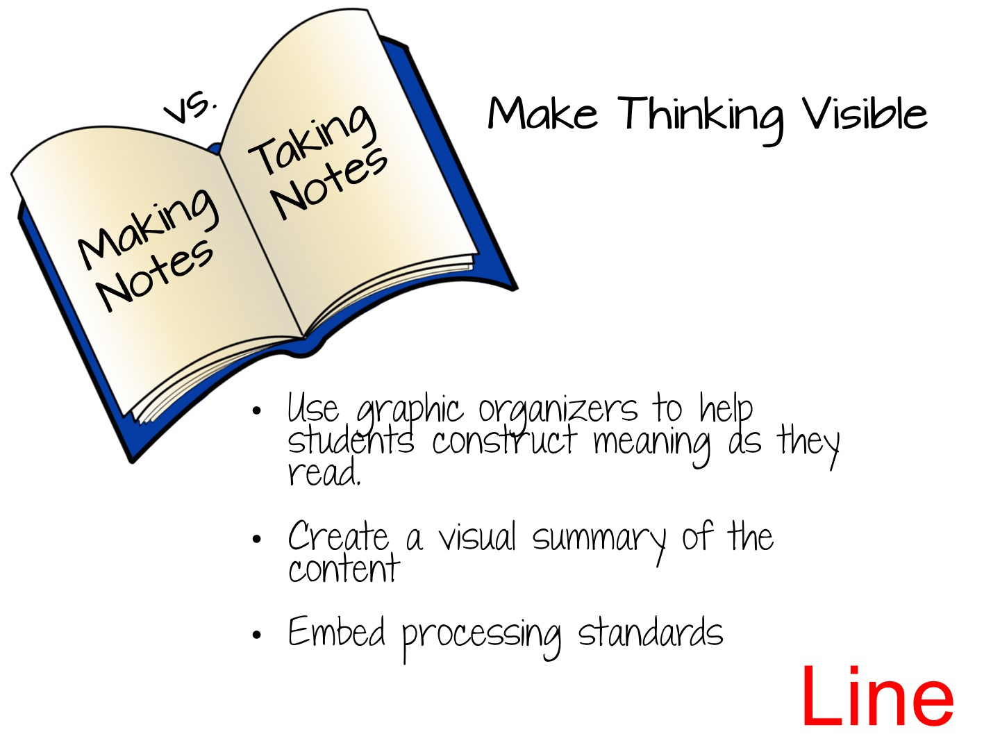 Making
Notes
vs.
Taking
Notes
Make Thinking Visible
• Use graphic organizers to help
students construct meaning as they
read.
• Create a visual summary of the
content
• Embed processing standards
Line